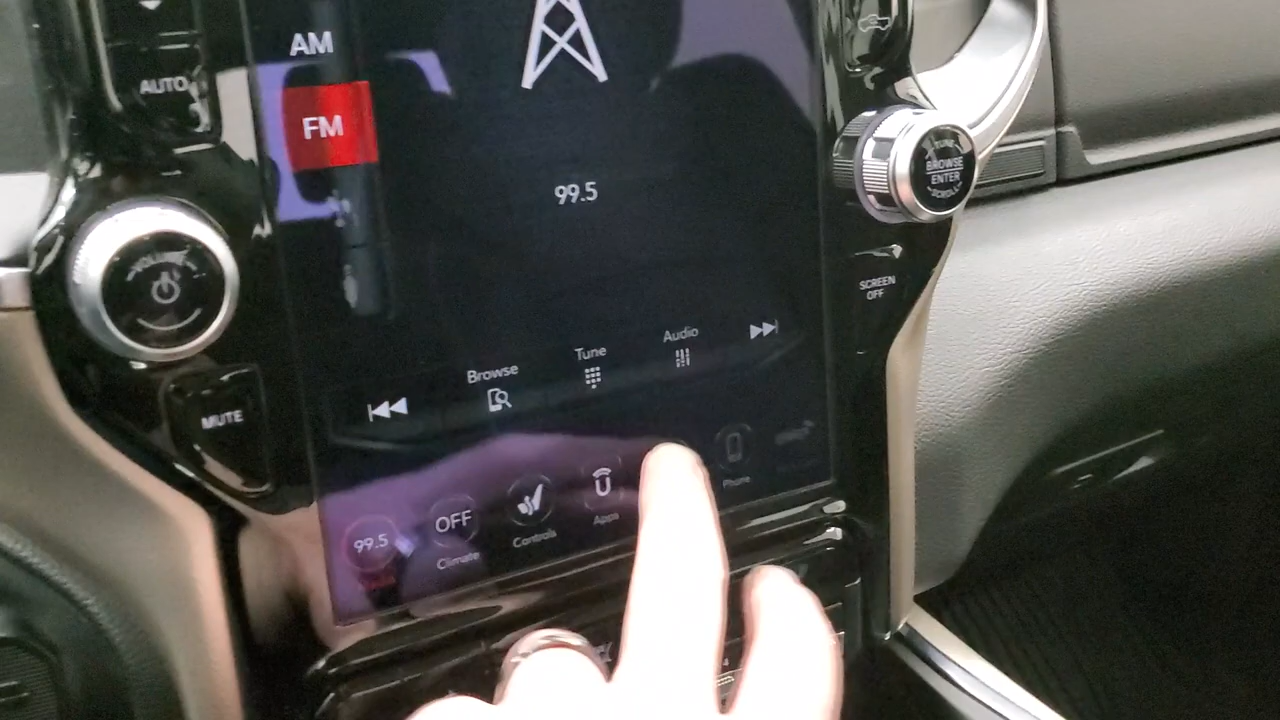 AM
AUTO
FM
99.5
VOLUME
TUNE
BROWSE
ENTER
SCROLL
SCREEN
OFF
MUTE
Browse
Tune
Audio
99.5
OFF
Climate
Controls
Apps
Phone